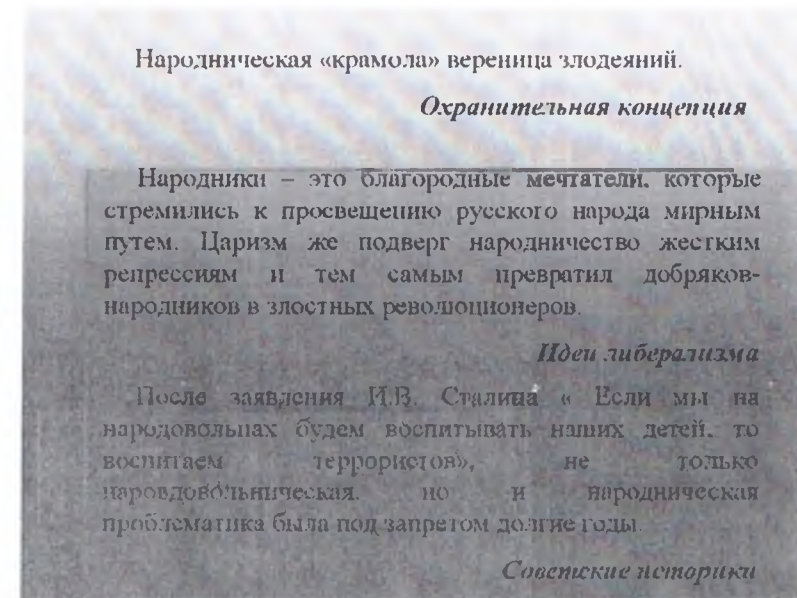 Народническая «крамола» вереница злодеяний.
Охранительная концепция
Народники – это благородные мечтатели, которые
стремились к просвещению русского народа мирным
путем. Царизм же подверг народничество жестким
репрессиям и тем самым превратил добряков-
народников в злостных революционеров.
Идеи либерализма
После заявления И.В. Сталина « Если мы на
народовольцах будем воспитывать наших детей, то
воспитаем террористов», не только
наровдовольническая, но и народническая
проблематика была под запретом долгие годы.
Советские историки